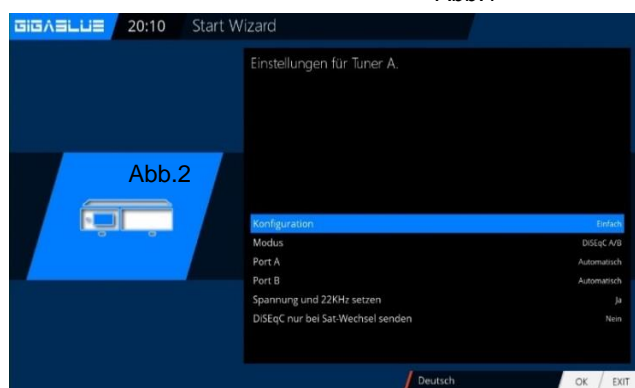 GIGABLUE 20:10 Start Wizard
Einstellungen für Tuner A.
Abb.2
Konfiguration Einfach
Modus DiSEqC A/B
Port A Automatisch
Port B Automatisch
Spannung und 22KHz setzen Ja
DiSEqC nur bei Sat-Wechsel senden Nein
Deutsch OK / EXIT